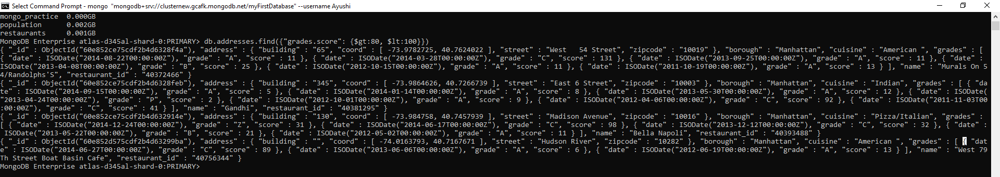 Select Command Prompt - mongo  "mongodb+srv://clusternew.gcafk.mongodb.net/myFirstDatabase" --username Ayushi
mongo_practice  0.000GB
population      0.002GB
restaurants     0.001GB
MongoDB Enterprise atlas-d345al-shard-0:PRIMARY> db.addresses.find({"grades.score": {$gt:80, $lt:100}})
{ "_id" : ObjectId("60e852ce75cdf2b4d6328f4a"), "address" : { "building" : "65", "coord" : [ -73.9782725, 40.7624022 ], "street" : "West   54 Street", "zipcode" : "10019" }, "borough" : "Manhattan", "cuisine" : "American ", "grades" : [
{ "date" : ISODate("2014-08-22T00:00:00Z"), "grade" : "A", "score" : 11 }, { "date" : ISODate("2014-03-28T00:00:00Z"), "grade" : "C", "score" : 131 }, { "date" : ISODate("2013-09-25T00:00:00Z"), "grade" : "A", "score" : 11 }, { "date" :
ISODate("2013-04-08T00:00:00Z"), "grade" : "B", "score" : 25 }, { "date" : ISODate("2012-10-15T00:00:00Z"), "grade" : "A", "score" : 11 }, { "date" : ISODate("2011-10-19T00:00:00Z"), "grade" : "A", "score" : 13 } ], "name" : "Murals On 5
4/Randolphs'S", "restaurant_id" : "40372466" }
{ "_id" : ObjectId("60e852ce75cdf2b4d6328feb"), "address" : { "building" : "345", "coord" : [ -73.9864626, 40.7266739 ], "street" : "East 6 Street", "zipcode" : "10003" }, "borough" : "Manhattan", "cuisine" : "Indian", "grades" : [ { "da
te" : ISODate("2014-09-15T00:00:00Z"), "grade" : "A", "score" : 5 }, { "date" : ISODate("2014-01-14T00:00:00Z"), "grade" : "A", "score" : 8 }, { "date" : ISODate("2013-05-30T00:00:00Z"), "grade" : "A", "score" : 12 }, { "date" : ISODate(
"2013-04-24T00:00:00Z"), "grade" : "P", "score" : 2 }, { "date" : ISODate("2012-10-01T00:00:00Z"), "grade" : "A", "score" : 9 }, { "date" : ISODate("2012-04-06T00:00:00Z"), "grade" : "C", "score" : 92 }, { "date" : ISODate("2011-11-03T00
:00:00Z"), "grade" : "C", "score" : 41 } ], "name" : "Gandhi", "restaurant_id" : "40381295" }
{ "_id" : ObjectId("60e852ce75cdf2b4d632914e"), "address" : { "building" : "130", "coord" : [ -73.984758, 40.7457939 ], "street" : "Madison Avenue", "zipcode" : "10016" }, "borough" : "Manhattan", "cuisine" : "Pizza/Italian", "grades" :
[ { "date" : ISODate("2014-12-24T00:00:00Z"), "grade" : "Z", "score" : 31 }, { "date" : ISODate("2014-06-17T00:00:00Z"), "grade" : "C", "score" : 98 }, { "date" : ISODate("2013-12-12T00:00:00Z"), "grade" : "C", "score" : 32 }, { "date" :
 ISODate("2013-05-22T00:00:00Z"), "grade" : "B", "score" : 21 }, { "date" : ISODate("2012-05-02T00:00:00Z"), "grade" : "A", "score" : 11 } ], "name" : "Bella Napoli", "restaurant_id" : "40393488" }
{ "_id" : ObjectId("60e852d575cdf2b4d63299ba"), "address" : { "building" : "", "coord" : [ -74.0163793, 40.7167671 ], "street" : "Hudson River", "zipcode" : "10282" }, "borough" : "Manhattan", "cuisine" : "American ", "grades" : [ { "dat
e" : ISODate("2014-06-27T00:00:00Z"), "grade" : "C", "score" : 89 }, { "date" : ISODate("2013-06-06T00:00:00Z"), "grade" : "A", "score" : 6 }, { "date" : ISODate("2012-06-19T00:00:00Z"), "grade" : "A", "score" : 13 } ], "name" : "West 79
Th Street Boat Basin Cafe", "restaurant_id" : "40756344" }
MongoDB Enterprise atlas-d345al-shard-0:PRIMARY>